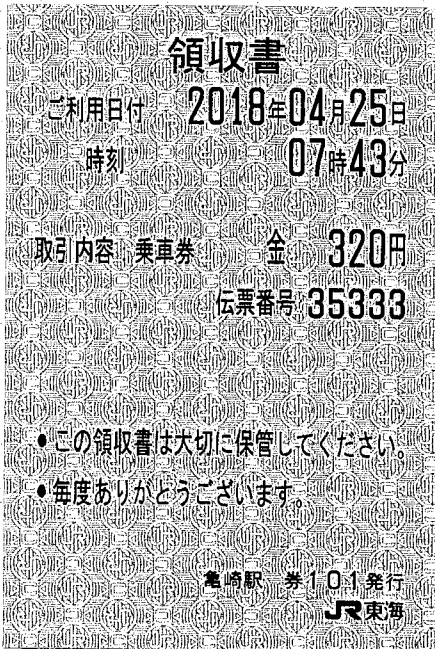 領収書
ご利用日付 2018年04月25日
時刻 07時43分
取引内容 乗車券 金 320円
伝票番号 35333
•この領収書は大切に保管してください。
•毎度ありがとうございます。
亀崎駅 券101発行
JR東海